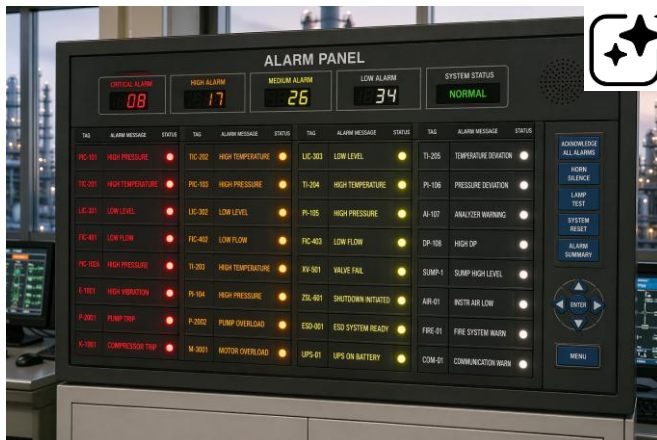 ALARM PANEL
CRITICAL ALARM
08
HIGH ALARM
17
MEDIUM ALARM
26
LOW ALARM
34
SYSTEM STATUS
NORMAL
TAG ALARM MESSAGE STATUS
PIC-101 HIGH PRESSURE
TIC-201 HIGH TEMPERATURE
LIC-301 LOW LEVEL
FIC-401 LOW FLOW
HIGH PRESSURE
E-1001 HIGH VIBRATION
P-2001 PUMP TRIP
K-1001 COMPRESSOR TRIP
TAG ALARM MESSAGE STATUS
TIC-202 HIGH TEMPERATURE
PIC-103 HIGH PRESSURE
LIC-302 LOW LEVEL
FIC-402 LOW FLOW
TI-203 HIGH TEMPERATURE
PI-104 HIGH PRESSURE
P-2002 PUMP OVERLOAD
M-3001 MOTOR OVERLOAD
TAG ALARM MESSAGE STATUS
LIC-303 LOW LEVEL
TI-204 HIGH TEMPERATURE
PI-105 HIGH PRESSURE
FIC-403 LOW FLOW
XV-501 VALVE FAIL
ZSL-601 SHUTDOWN INITIATED
ESD-001 ESD SYSTEM READY
UPS-01 UPS ON BATTERY
TAG ALARM MESSAGE STATUS
TI-205 TEMPERATURE DEVIATION
PI-106 PRESSURE DEVIATION
AI-107 ANALYZER WARNING
DP-108 HIGH DP
SUMP-1 SUMP HIGH LEVEL
AIR-01 INSTR AIR LOW
FIRE-01 FIRE SYSTEM WARN
COM-01 COMMUNICATION WARN
ACKNOWLEDGE
ALL ALARMS
HORN
SILENCE
LAMP
TEST
SYSTEM
RESET
ALARM
SUMMARY
ENTER
MENU